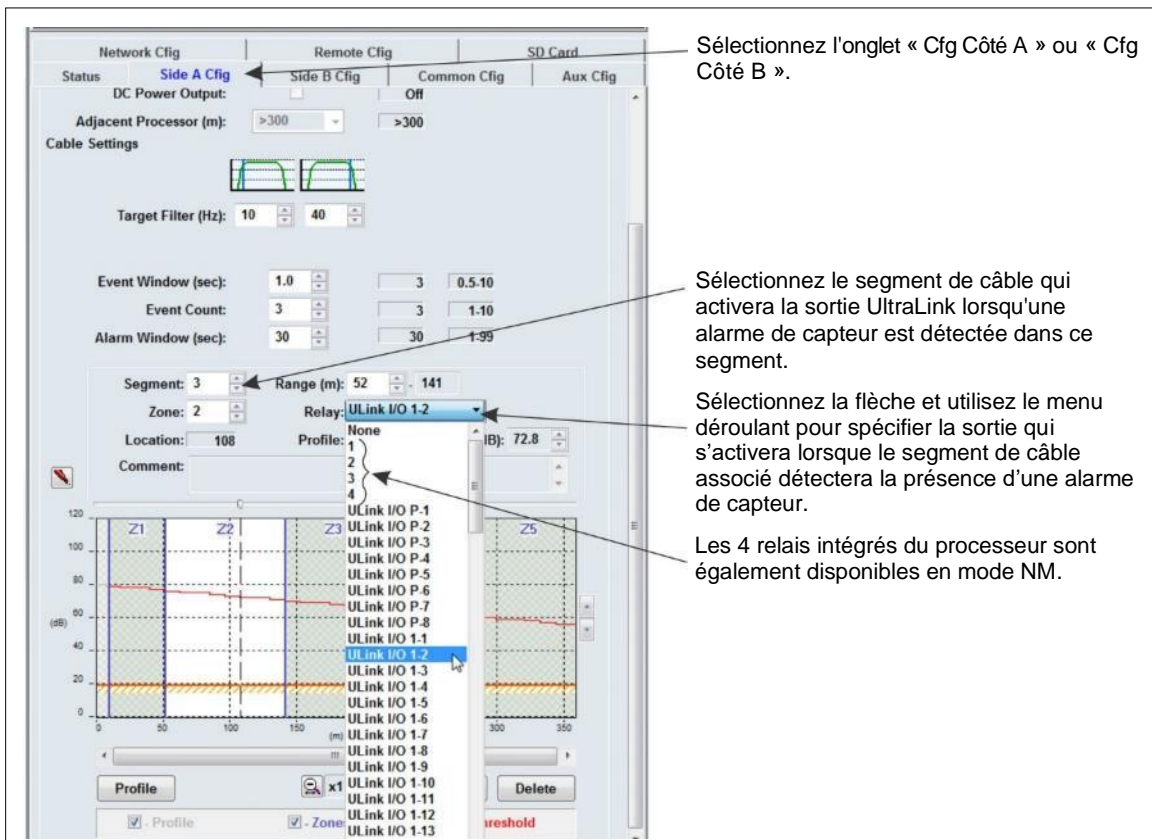 Network Cfig Remote Cfig SD Card
Status Side A Cfig Side B Cfig Common Cfig Aux Cfig
DC Power Output: Off
Adjacent Processor (m): >300 >300
Cable Settings
Target Filter (Hz): 10 40
Event Window (sec): 1.0 3 0.5-10
Event Count: 3 3 1-10
Alarm Window (sec): 30 30 1-99
Segment: 3 Range (m): 52 - 141
Zone: 2 Relay: ULink I/O 1-2
Location: 108 Profile: 72.8
Comment:
None
1
2
3
4
ULink I/O P-1
ULink I/O P-2
ULink I/O P-3
ULink I/O P-4
ULink I/O P-5
ULink I/O P-6
ULink I/O P-7
ULink I/O P-8
ULink I/O 1-1
ULink I/O 1-2
ULink I/O 1-3
ULink I/O 1-4
ULink I/O 1-5
ULink I/O 1-6
ULink I/O 1-7
ULink I/O 1-8
ULink I/O 1-9
ULink I/O 1-10
ULink I/O 1-11
ULink I/O 1-12
ULink I/O 1-13
Z1 Z2 Z3 Z5
120
100
80
60
(dB)
40
20
0
0 50 100 150 300 350
(m)
Profile x1 Delete
- Profile - Zone
Sélectionnez l'onglet « Cfg Côté A » ou « Cfg
Côté B ».
Sélectionnez le segment de câble qui
activera la sortie UltraLink lorsqu'une
alarme de capteur est détectée dans ce
segment.
Sélectionnez la flèche et utilisez le menu
déroulant pour spécifier la sortie qui
s’activera lorsque le segment de câble
associé détectera la présence d’une alarme
de capteur.
Les 4 relais intégrés du processeur sont
également disponibles en mode NM.